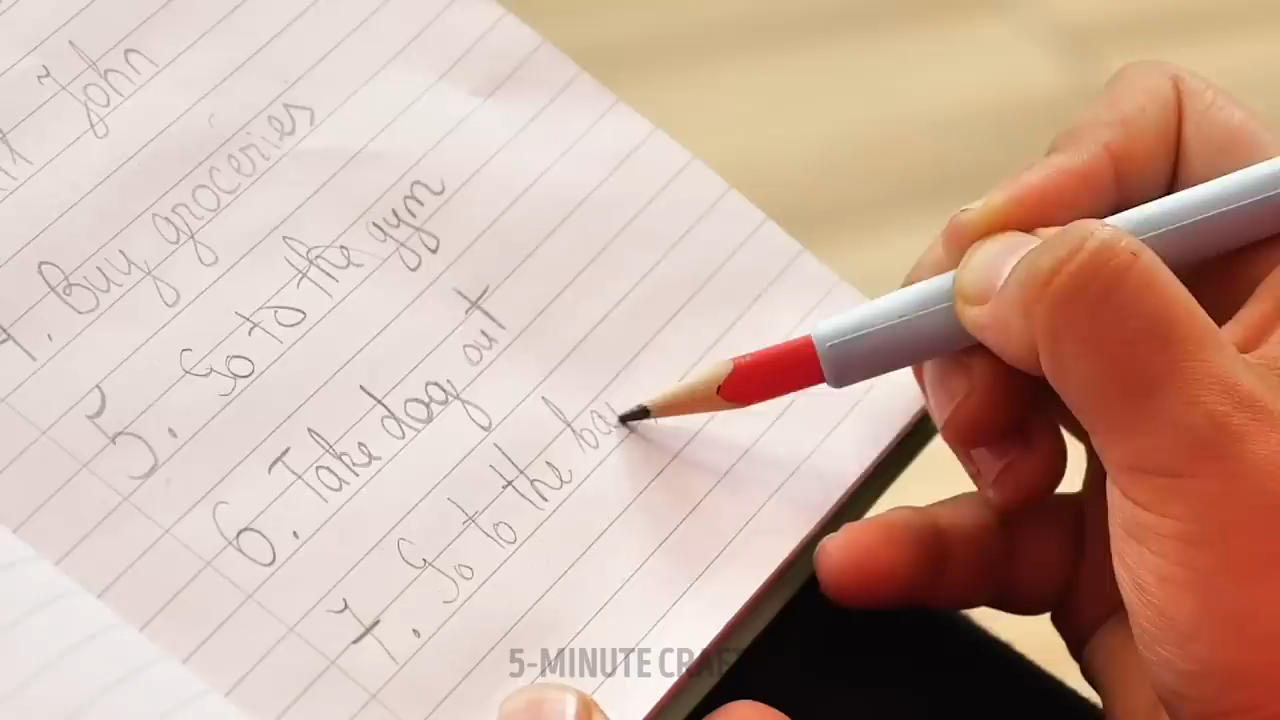 John
4. Buy groceries
5. Go to the gym
6. Take dog out
7. Go to the ba
5-MINUTE CRAFT